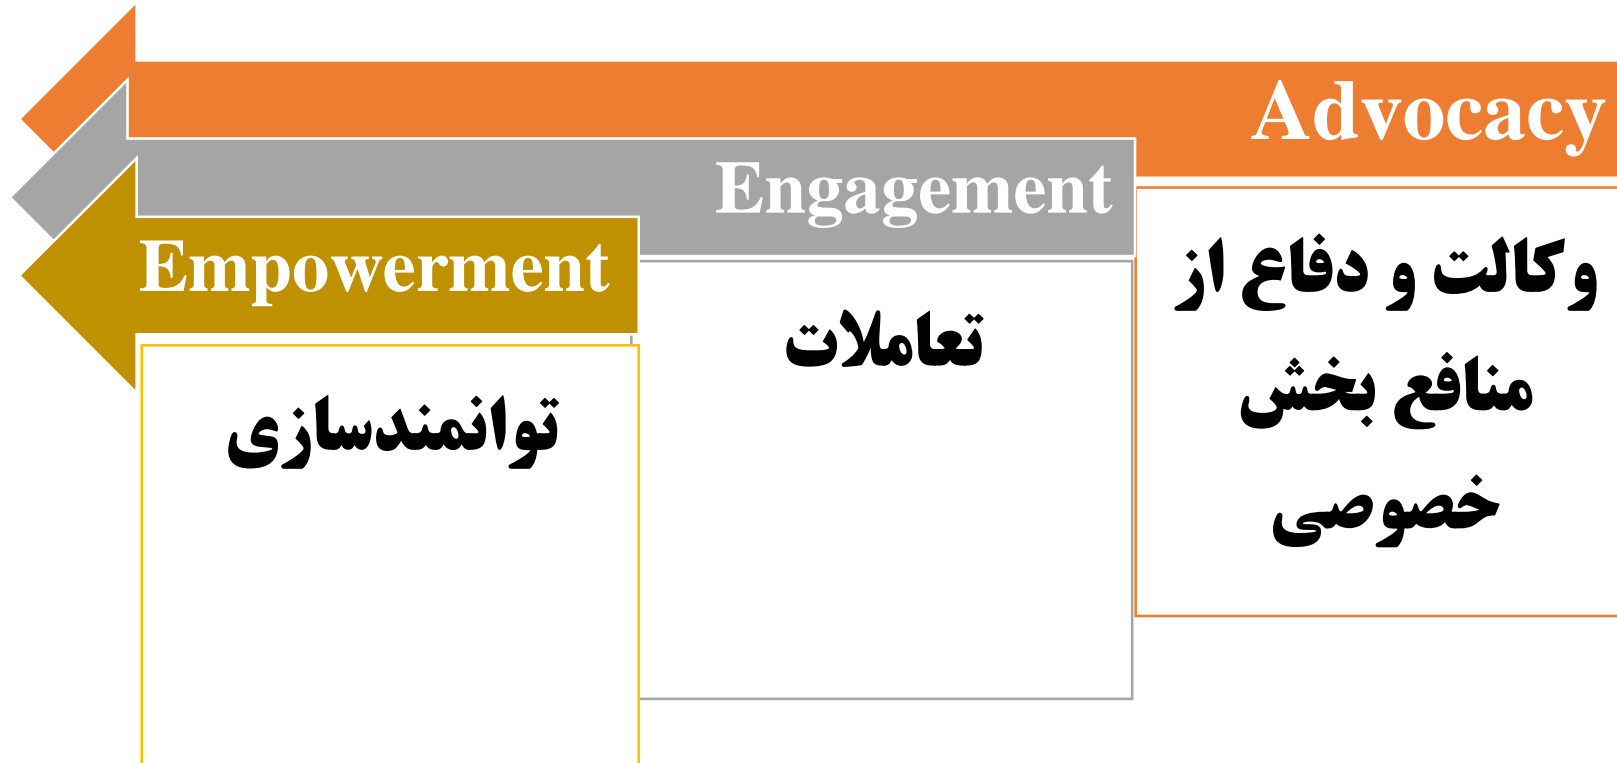 Advocacy
وکالت و دفاع از
منافع بخش
خصوصی
Engagement
تعاملات
Empowerment
توانمندسازی